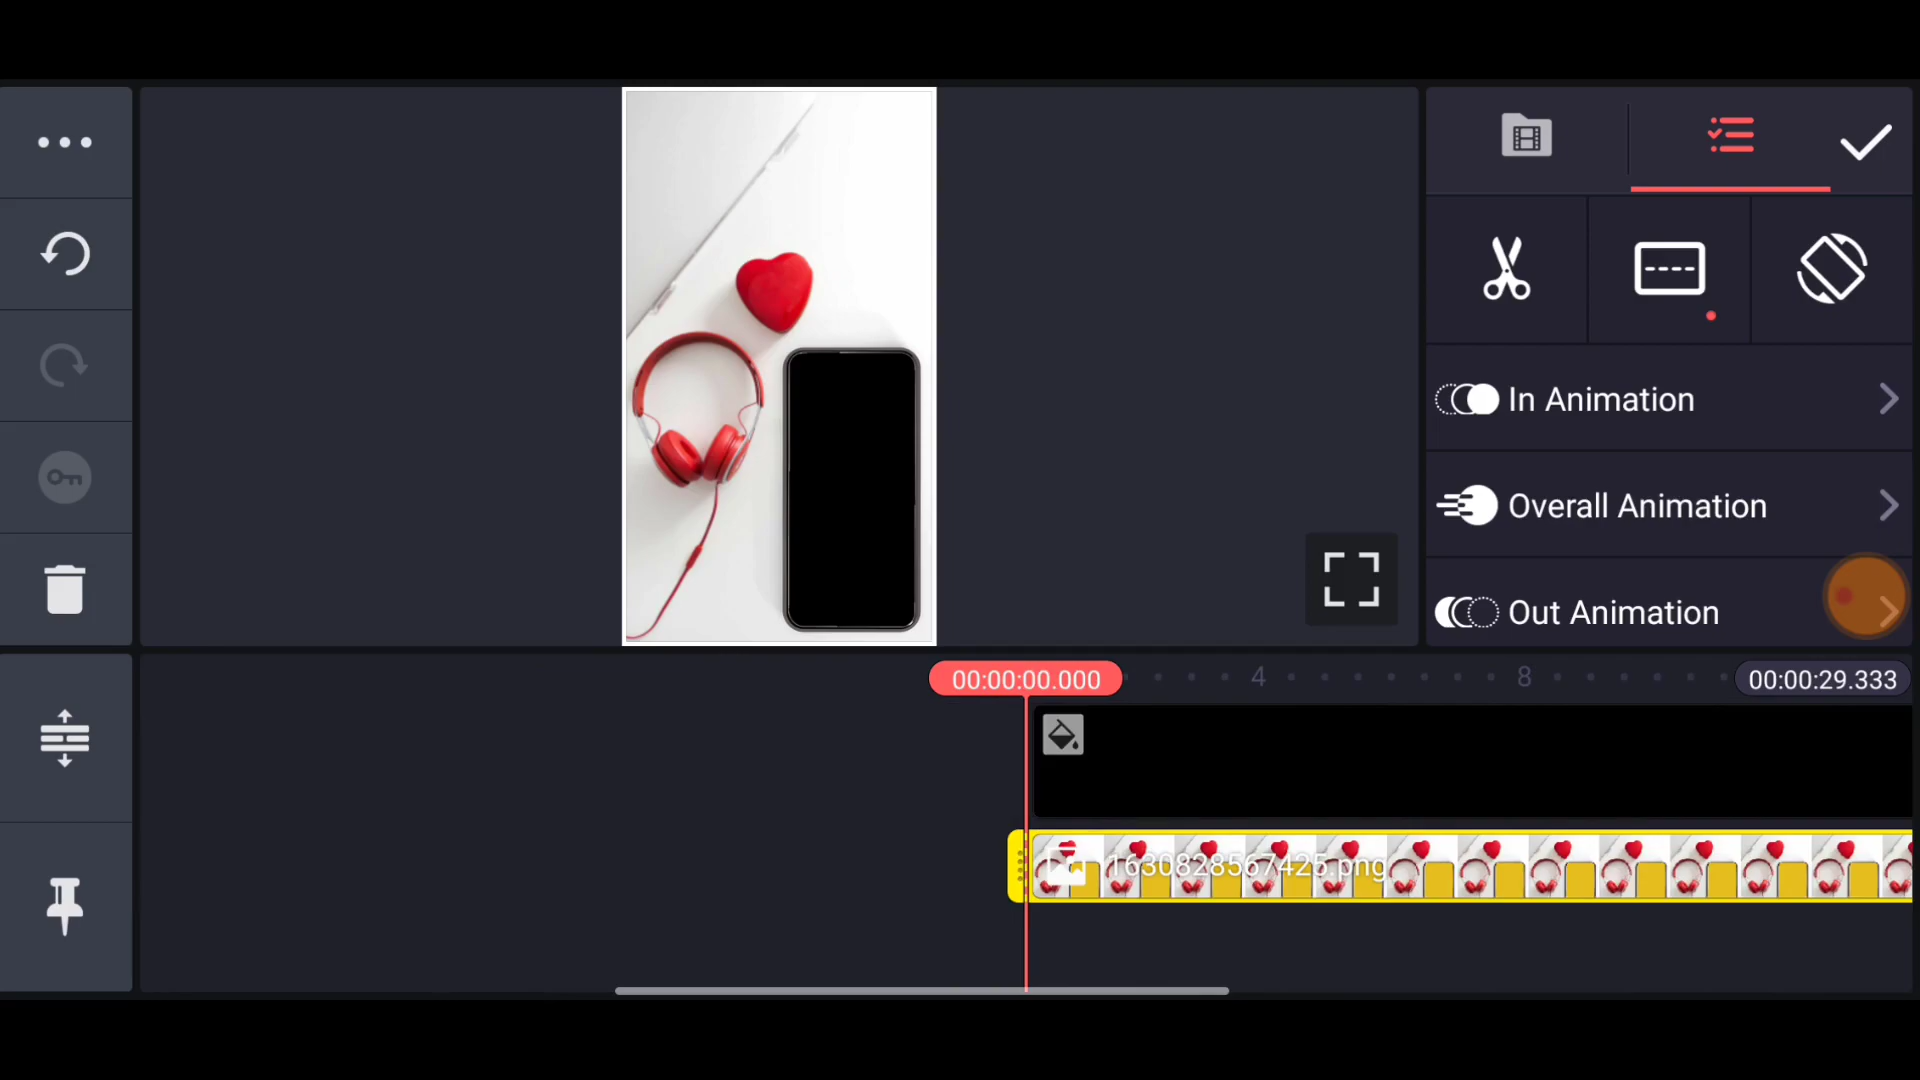 In Animation
Overall Animation
Out Animation
00:00:00.000
4
8
00:00:29.333
1630828567425.png